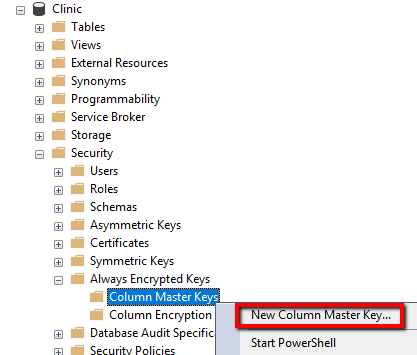 Clinic
Tables
Views
External Resources
Synonyms
Programmability
Service Broker
Storage
Security
Users
Roles
Schemas
Asymmetric Keys
Certificates
Symmetric Keys
Always Encrypted Keys
Column Master Keys
New Column Master Key...
Column Encryption
Start PowerShell
Database Audit Specific
Security Policies